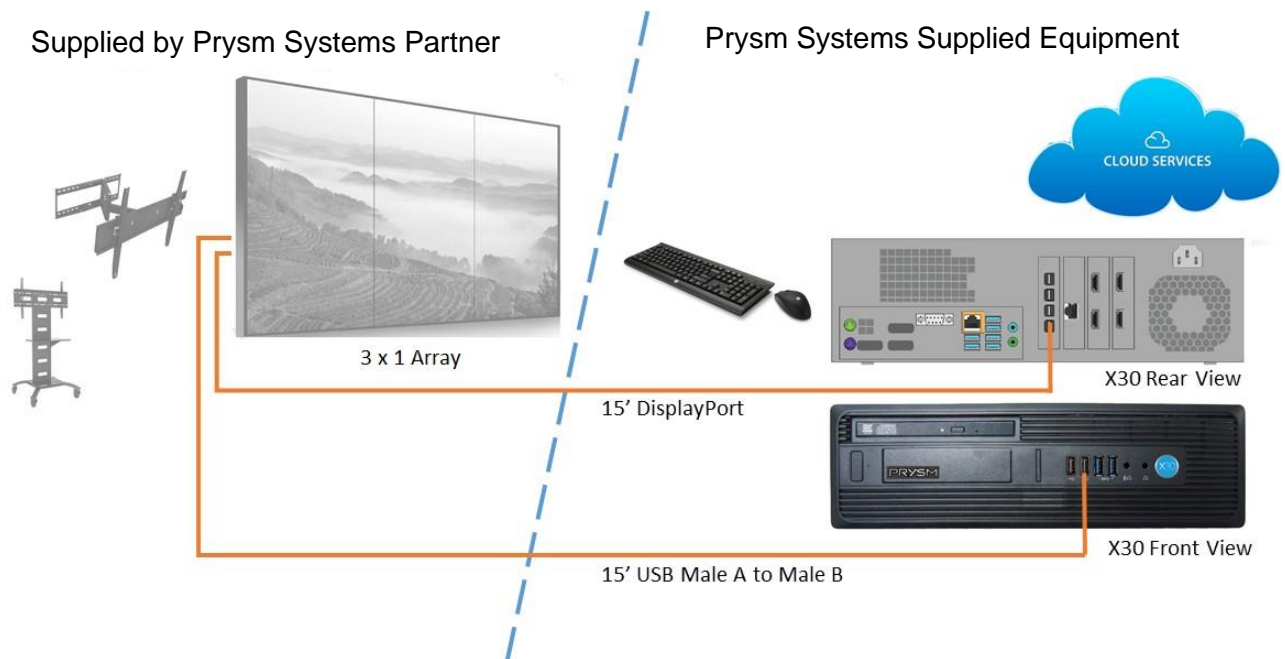 Supplied by Prysm Systems Partner
Prysm Systems Supplied Equipment
CLOUD SERVICES
3 x 1 Array
X30 Rear View
15’ DisplayPort
PRYSM
X30
X30 Front View
15’ USB Male A to Male B